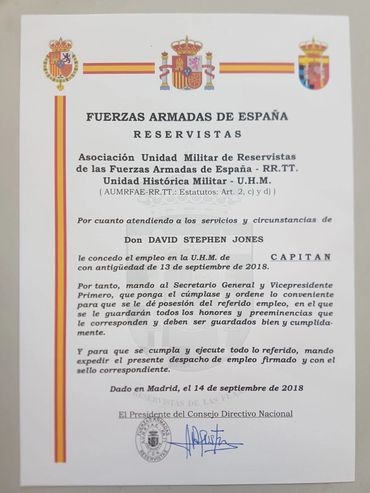 FUERZAS ARMADAS DE ESPAÑA
RESERVISTAS
Asociación Unidad Militar de Reservistas
de las Fuerzas Armadas de España - RR.TT.
Unidad Histórica Militar - U.H.M.
( AUMRFAE-RR.TT.: Estatutos: Art. 2, c) y d) )
Por cuanto atendiendo a los servicios y circunstancias de
Don DAVID STEPHEN JONES
le concedo el empleo en la U.H.M. de CAPITAN
con antigüedad de 13 de septiembre de 2018.
Por tanto, mando al Secretario General y Vicepresidente
Primero, que ponga el cúmplase y ordene lo conveniente
para que se le dé posesión del referido empleo, en el que
se le guardarán todos los honores y preeminencias que
le corresponden y deben ser guardados bien y cumplida-
mente.
Y para que se cumpla y ejecute todo lo referido, mando
expedir el presente despacho de empleo firmado y con el
sello correspondiente.
Dado en Madrid, el 14 de septiembre de 2018
RESERVISTAS DE LAS
El Presidente del Consejo Directivo Nacional
FUERZAS ARMADAS
RESERVISTAS